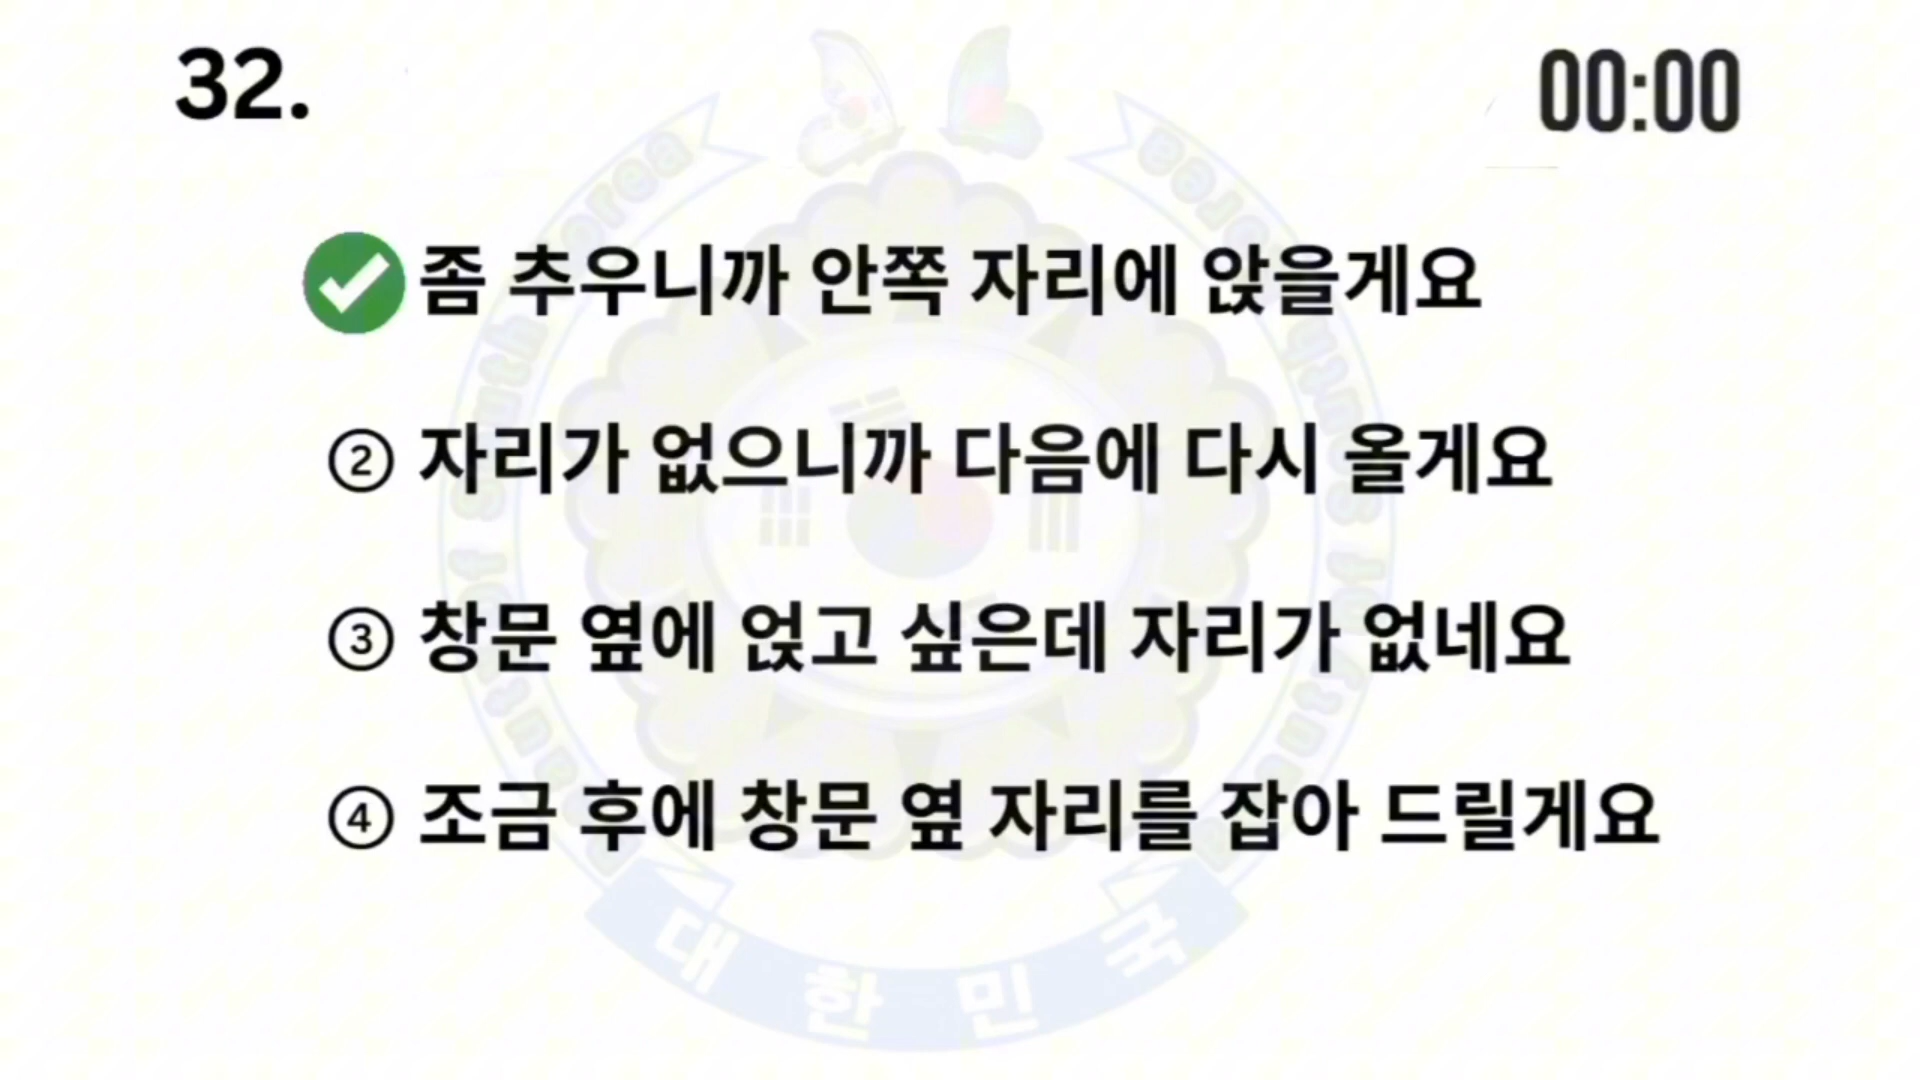 32.
00:00
좀 추우니까 안쪽 자리에 앉을게요
② 자리가 없으니까 다음에 다시 올게요
③ 창문 옆에 얹고 싶은데 자리가 없네요
④ 조금 후에 창문 옆 자리를 잡아 드릴게요
대한민국